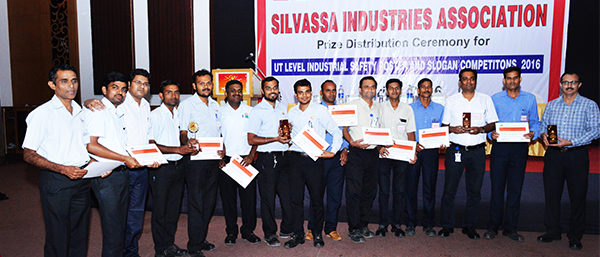 SILVASSA INDUSTRIES ASSOCIATION
Prize Distribution Ceremony for
UT LEVEL INDUSTRIAL SAFETY POSTER AND SLOGAN COMPETITONS 2016